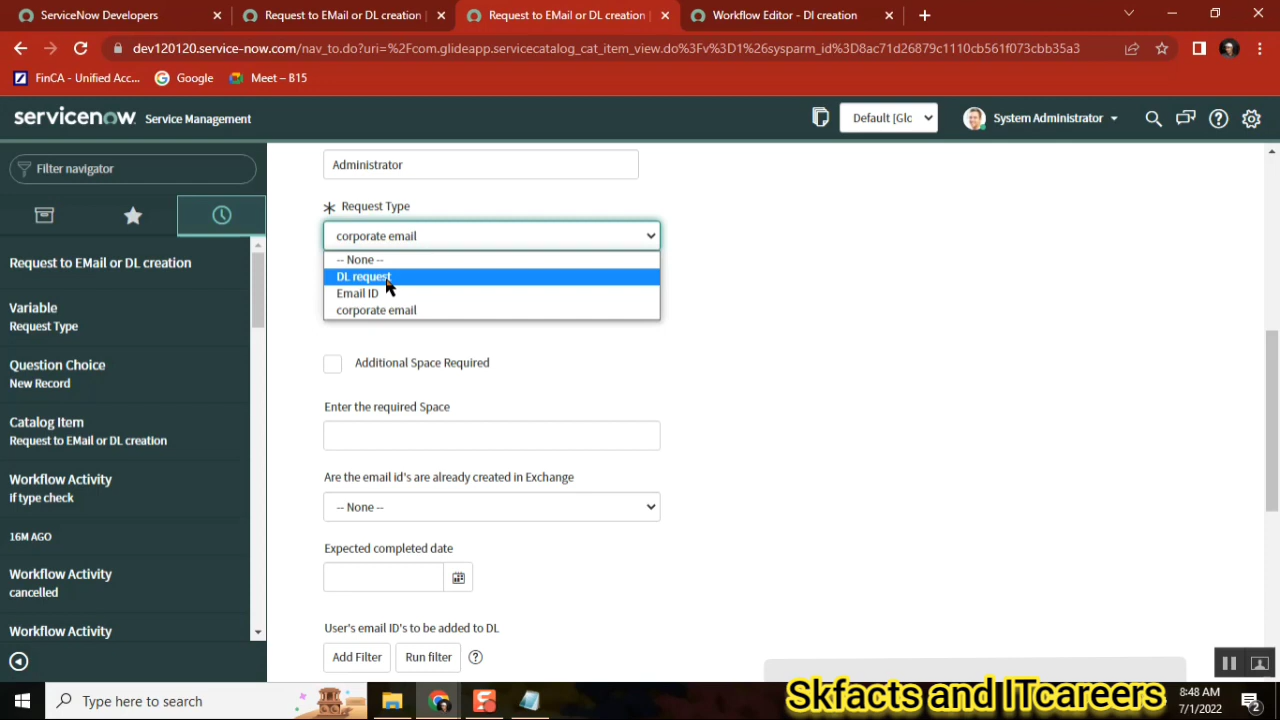 ServiceNow Developers
Request to EMail or DL creation
Request to EMail or DL creation
Workflow Editor - Dl creation
dev120120.service-now.com/nav_to.do?uri=%2Fcom.glideapp.servicecatalog_cat_item_view.do%3Fv%3D1%26sysparm_id%3D8ac71d26879c1110cb561f073cbb35a3
FinCA - Unified Acc...
Google
Meet – B15
servicenow Service Management
Default [Glc
System Administrator
Filter navigator
Request to EMail or DL creation
Variable
Request Type
Question Choice
New Record
Catalog Item
Request to EMail or DL creation
Workflow Activity
if type check
16M AGO
Workflow Activity
cancelled
Workflow Activity
Administrator
Request Type
corporate email
-- None --
DL request
Email ID
corporate email
Additional Space Required
Enter the required Space
Are the email id's are already created in Exchange
-- None --
Expected completed date
User's email ID's to be added to DL
Add Filter
Run filter
Type here to search
Skfacts and ITcareers
8:48 AM
7/1/2022
2